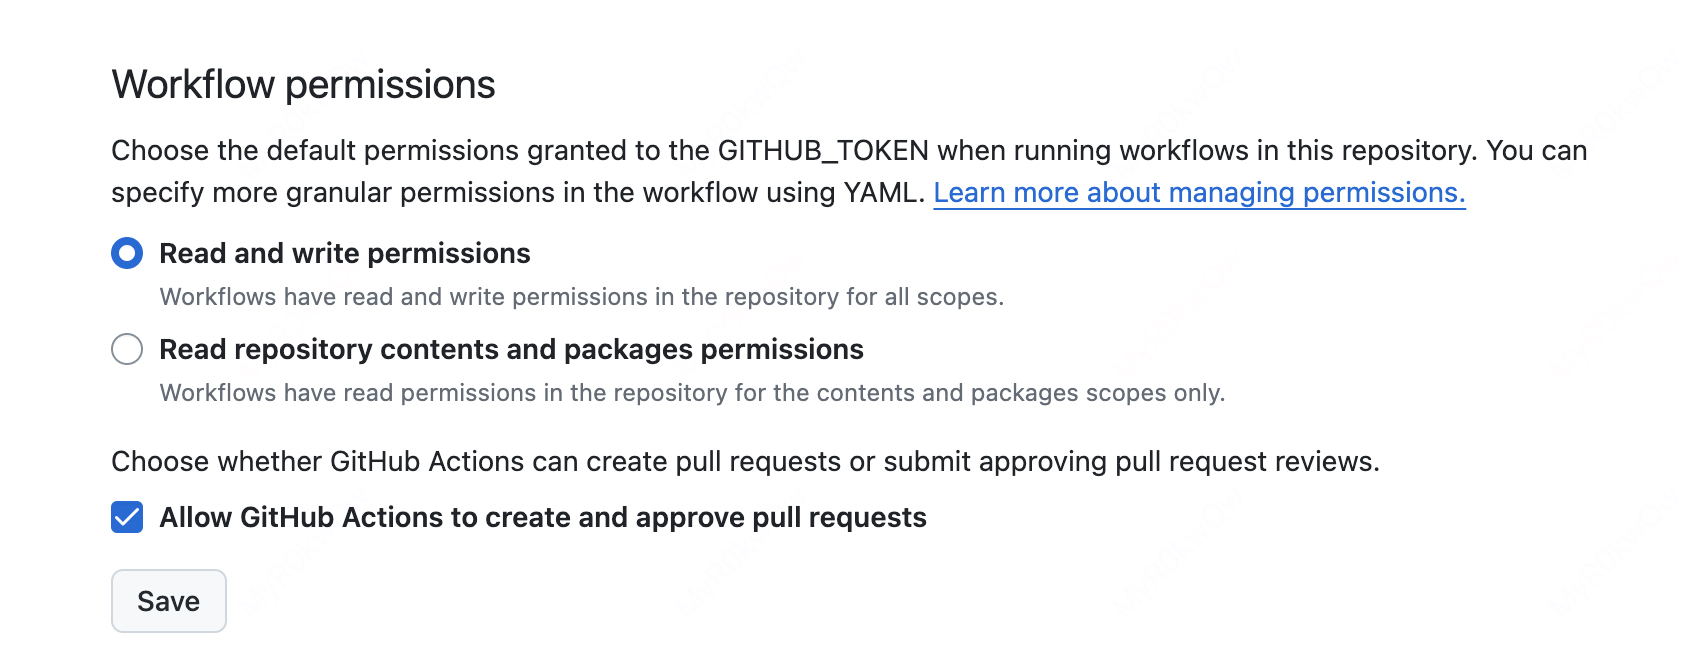 Workflow permissions
Choose the default permissions granted to the GITHUB_TOKEN when running workflows in this repository. You can
specify more granular permissions in the workflow using YAML. Learn more about managing permissions.
Read and write permissions
Workflows have read and write permissions in the repository for all scopes.
Read repository contents and packages permissions
Workflows have read permissions in the repository for the contents and packages scopes only.
Choose whether GitHub Actions can create pull requests or submit approving pull request reviews.
Allow GitHub Actions to create and approve pull requests
Save